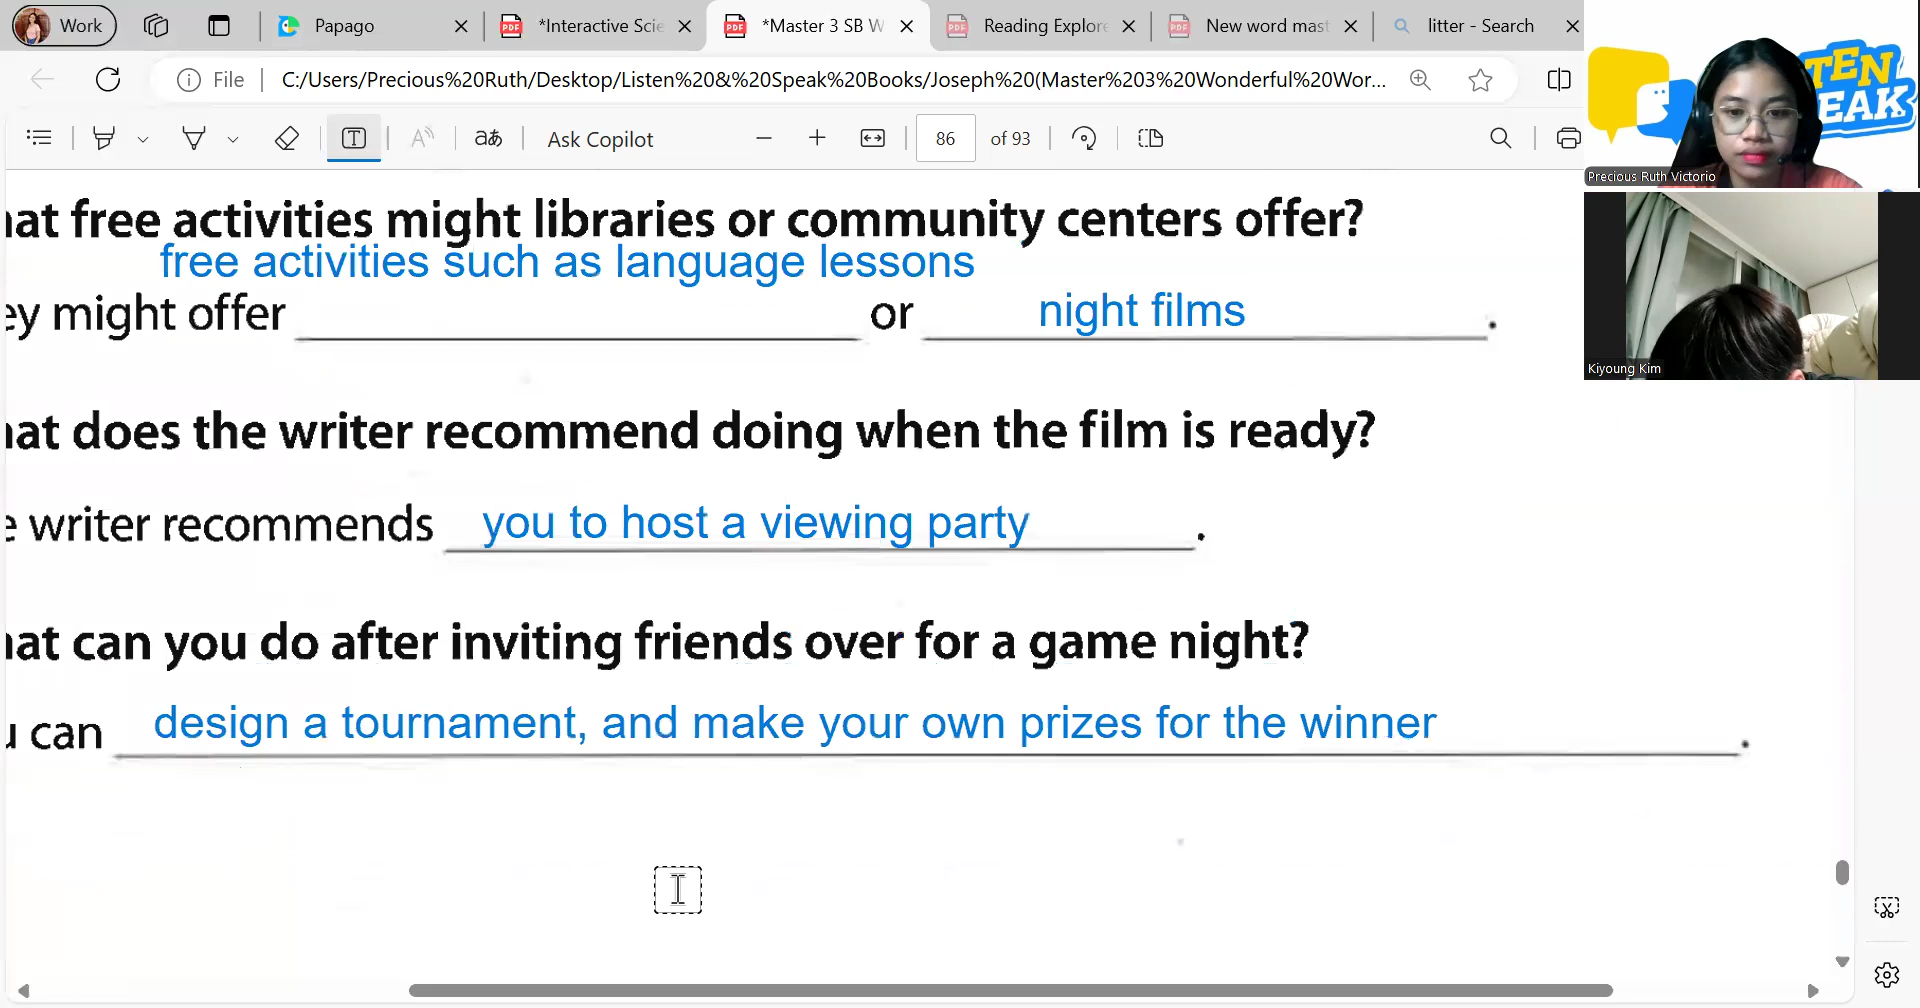 Work
Papago
*Interactive Scie
*Master 3 SB W
Reading Explore
New word mast
litter - Search
File
C:/Users/Precious%20Ruth/Desktop/Listen%20&%20Speak%20Books/Joseph%20(Master%203%20Wonderful%20Wor...
Ask Copilot
86 of 93
TEN
EAK
Precious Ruth Victorio
Kiyoung Kim
hat free activities might libraries or community centers offer?
free activities such as language lessons
ey might offer or night films.
hat does the writer recommend doing when the film is ready?
e writer recommends you to host a viewing party.
hat can you do after inviting friends over for a game night?
u can design a tournament, and make your own prizes for the winner.